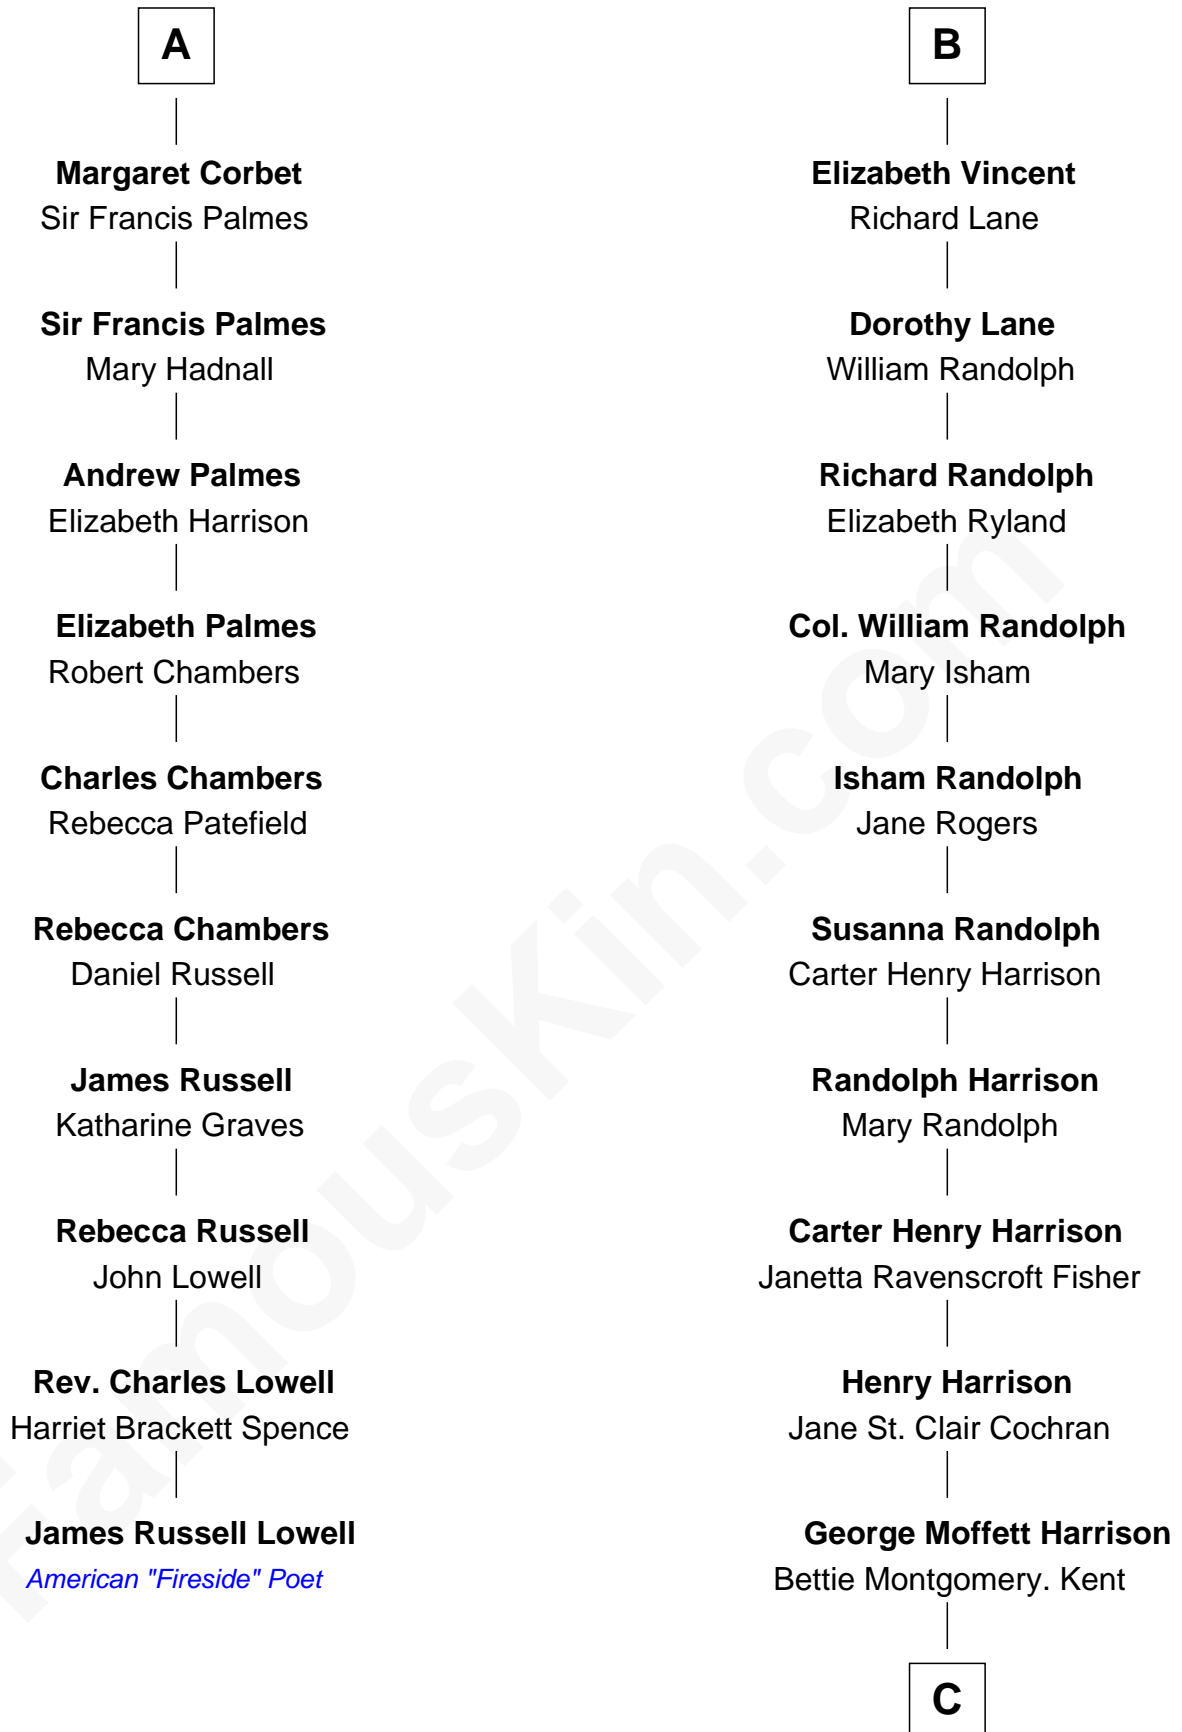 A
Margaret Corbet
Sir Francis Palmes
Sir Francis Palmes
Mary Hadnall
Andrew Palmes
Elizabeth Harrison
Elizabeth Palmes
Robert Chambers
Charles Chambers
Rebecca Patefield
Rebecca Chambers
Daniel Russell
James Russell
Katharine Graves
Rebecca Russell
John Lowell
Rev. Charles Lowell
Harriet Brackett Spence
James Russell Lowell
American "Fireside" Poet
B
Elizabeth Vincent
Richard Lane
Dorothy Lane
William Randolph
Richard Randolph
Elizabeth Ryland
Col. William Randolph
Mary Isham
Isham Randolph
Jane Rogers
Susanna Randolph
Carter Henry Harrison
Randolph Harrison
Mary Randolph
Carter Henry Harrison
Janetta Ravenscroft Fisher
Henry Harrison
Jane St. Clair Cochran
George Moffett Harrison
Bettie Montgomery. Kent
C
FamousKin.com